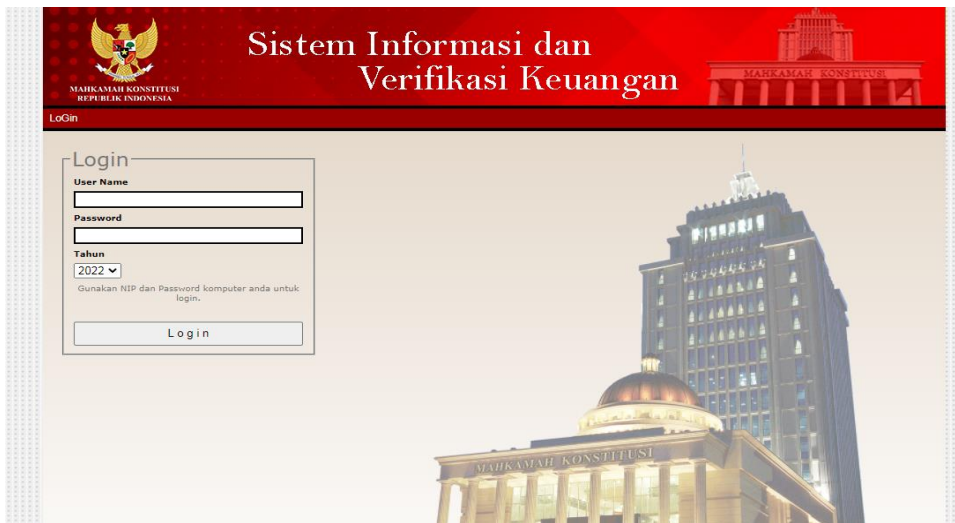 MAHKAMAH KONSTITUSI
REPUBLIK INDONESIA
Sistem Informasi dan
Verifikasi Keuangan
MAHKAMAH KONSTITUSI
LoGin
Login
User Name
Password
Tahun
2022
Gunakan NIP dan Password komputer anda untuk
login.
Login
MAHKAMAH KONSTITUSI